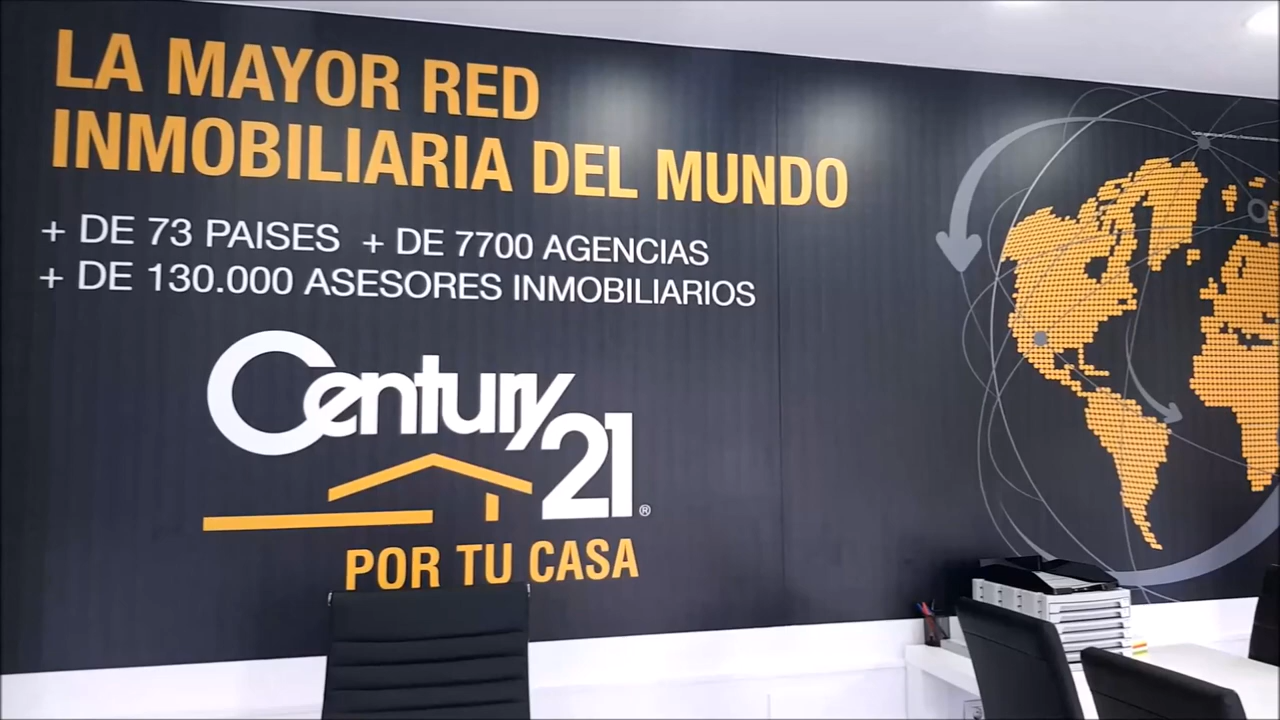 LA MAYOR RED
INMOBILIARIA DEL MUNDO
+ DE 73 PAISES + DE 7700 AGENCIAS
+ DE 130.000 ASESORES INMOBILIARIOS
Century
21®
POR TU CASA